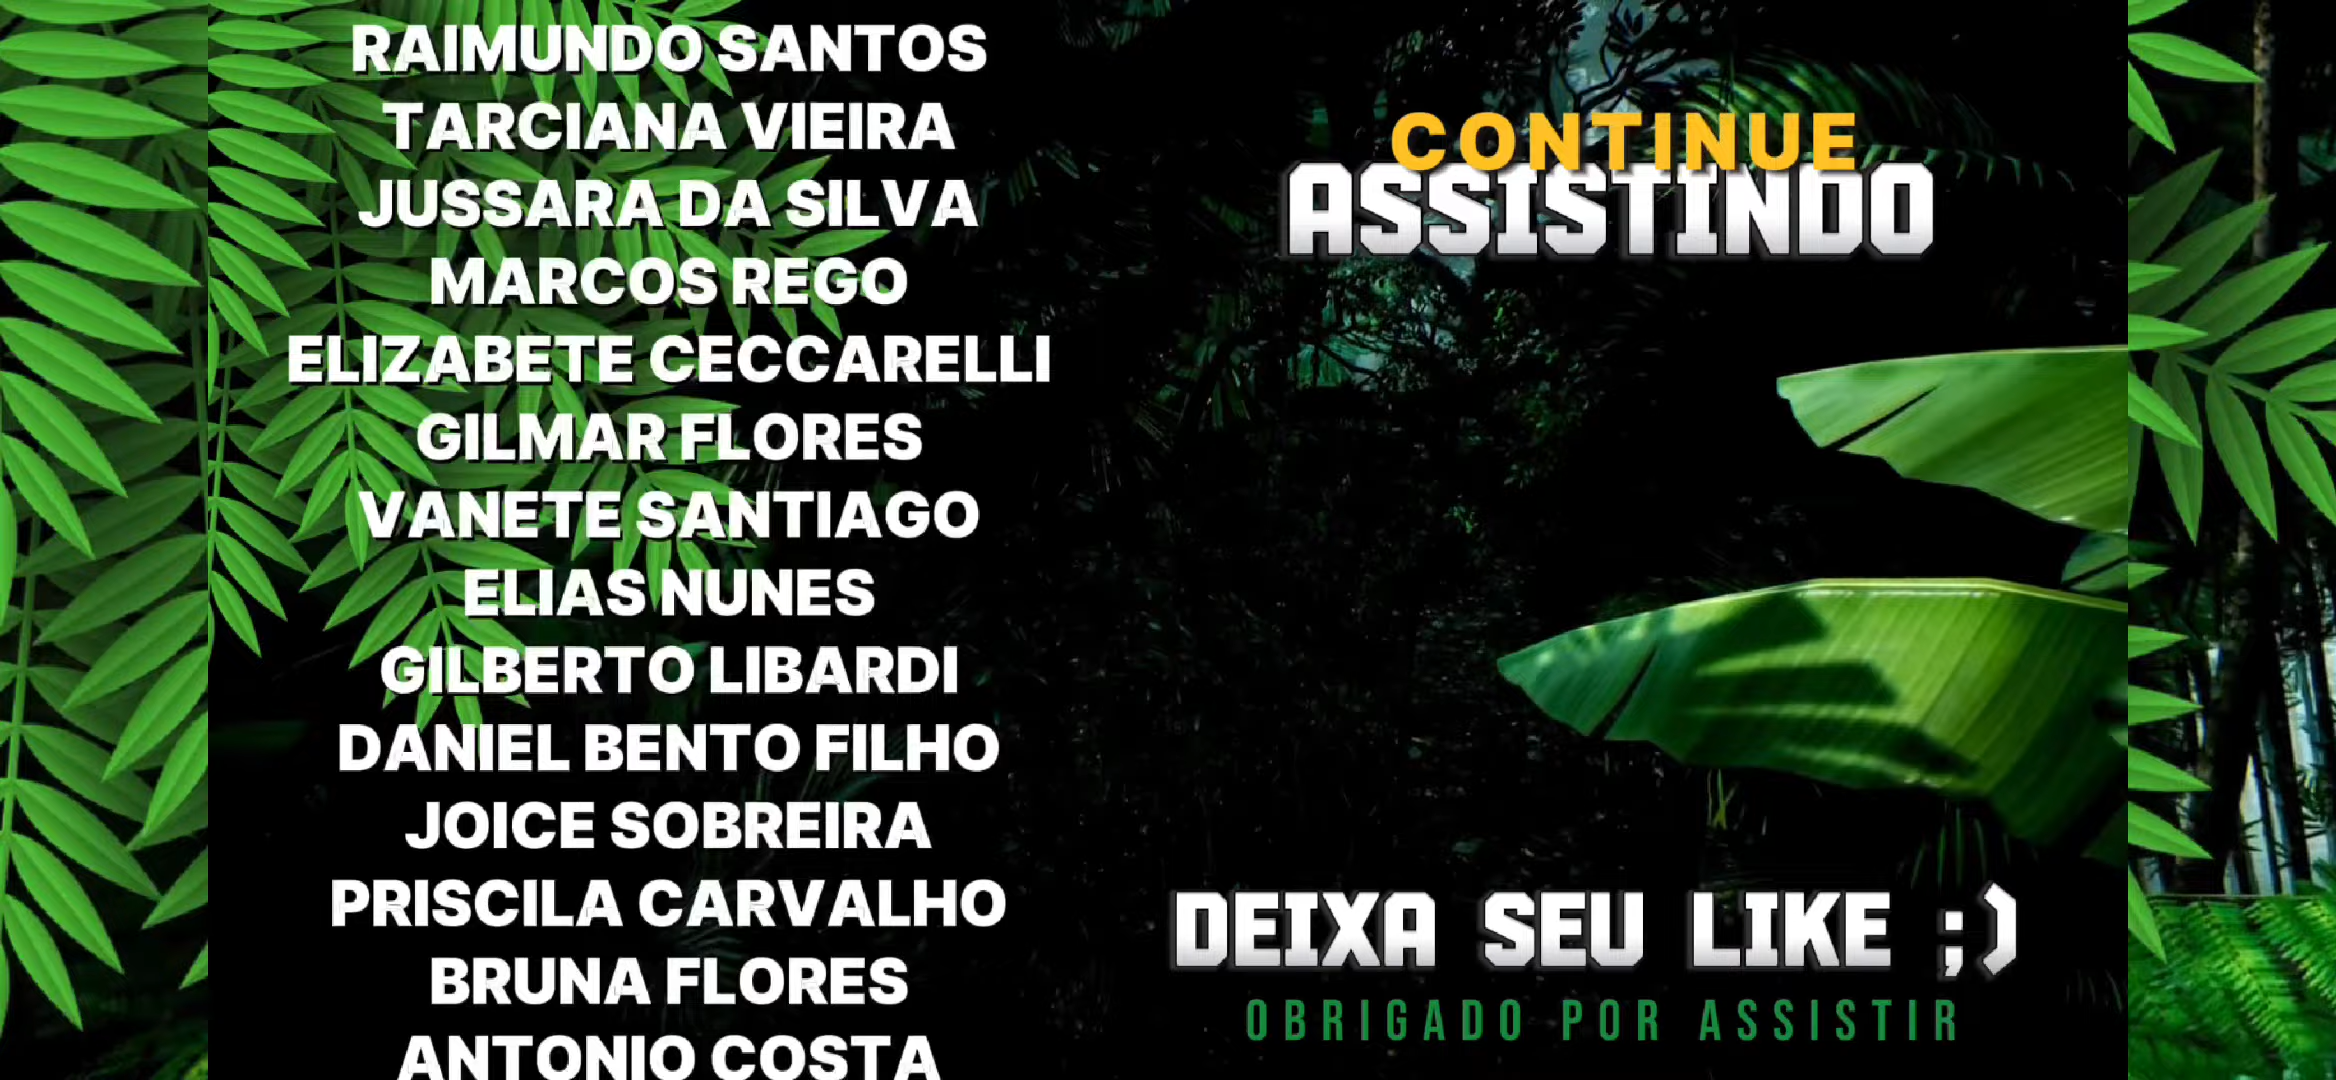 RAIMUNDO SANTOS
TARCIANA VIEIRA
JUSSARA DA SILVA
MARCOS REGO
ELIZABETE CECCARELLI
GILMAR FLORES
VANETE SANTIAGO
ELIAS NUNES
GILBERTO LIBARDI
DANIEL BENTO FILHO
JOICE SOBREIRA
PRISCILA CARVALHO
BRUNA FLORES
ANTONIO COSTA
CONTINUE
ASSISTINDO
DEIXA SEU LIKE ;)
OBRIGADO POR ASSISTIR